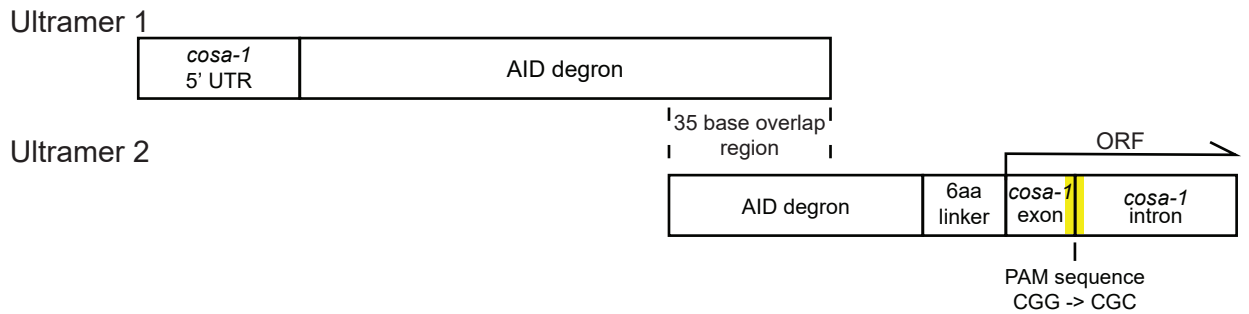 Ultramer 1
cosa-1
5' UTR
AID degron
35 base overlap
region
Ultramer 2
ORF
AID degron
6aa
linker
cosa-1
exon
cosa-1
intron
PAM sequence
CGG -> CGC